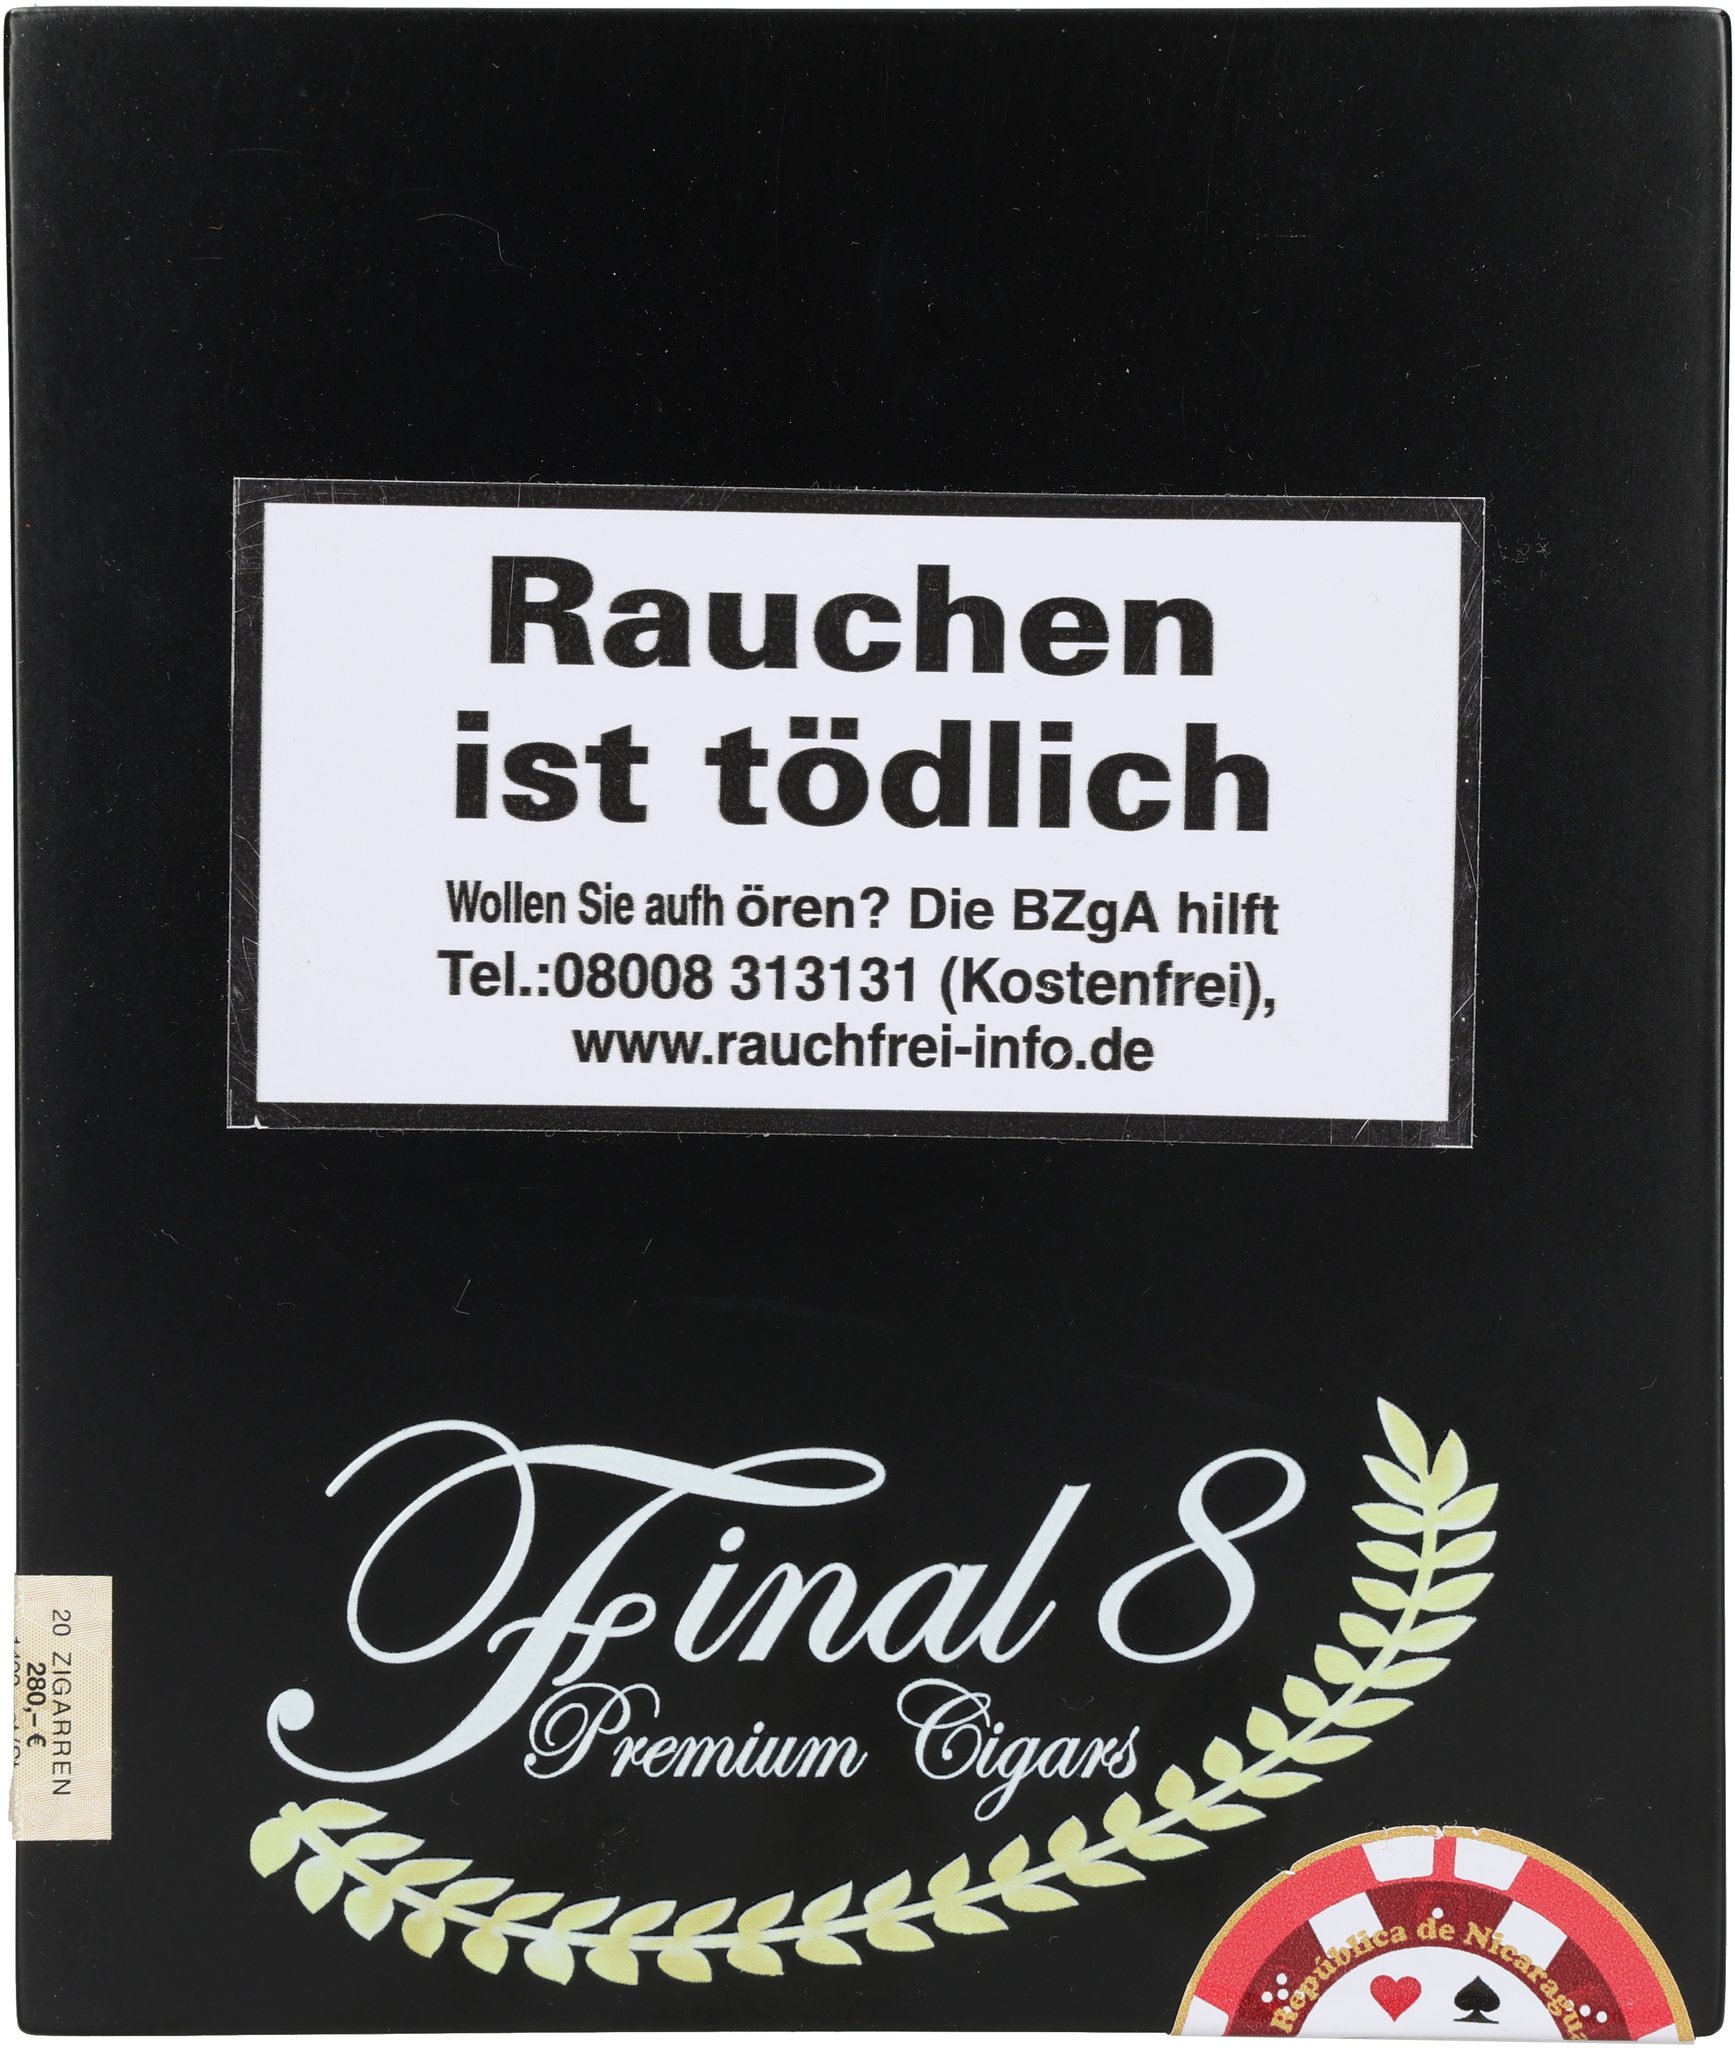 Rauchen
ist tödlich
Wollen Sie aufh ören? Die BZgA hilft
Tel.:08008 313131 (Kostenfrei),
www.rauchfrei-info.de
Final 8
Premium Cigars
20 ZIGARREN
280,-€
República de Nicaragua